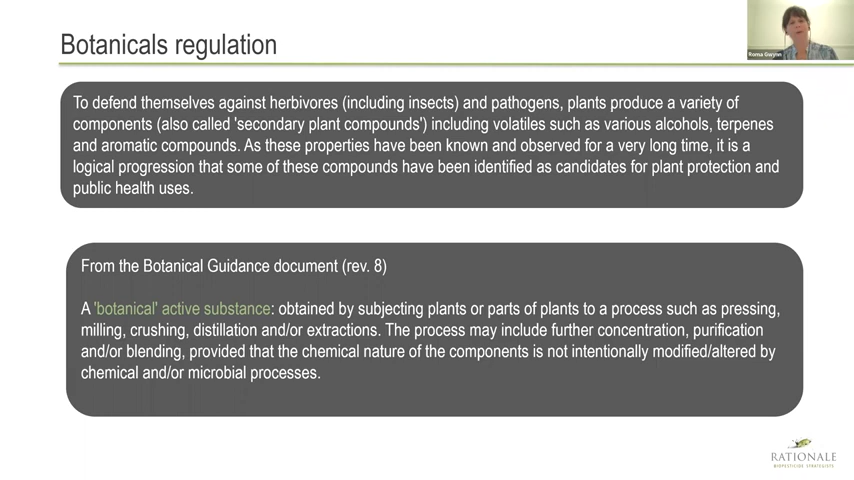 Botanicals regulation
Roma Gwynn
To defend themselves against herbivores (including insects) and pathogens, plants produce a variety of
components (also called 'secondary plant compounds') including volatiles such as various alcohols, terpenes
and aromatic compounds. As these properties have been known and observed for a very long time, it is a
logical progression that some of these compounds have been identified as candidates for plant protection and
public health uses.
From the Botanical Guidance document (rev. 8)
A 'botanical' active substance: obtained by subjecting plants or parts of plants to a process such as pressing,
milling, crushing, distillation and/or extractions. The process may include further concentration, purification
and/or blending, provided that the chemical nature of the components is not intentionally modified/altered by
chemical and/or microbial processes.
RATIONALE
BIOPESTICIDE STRATEGISTS